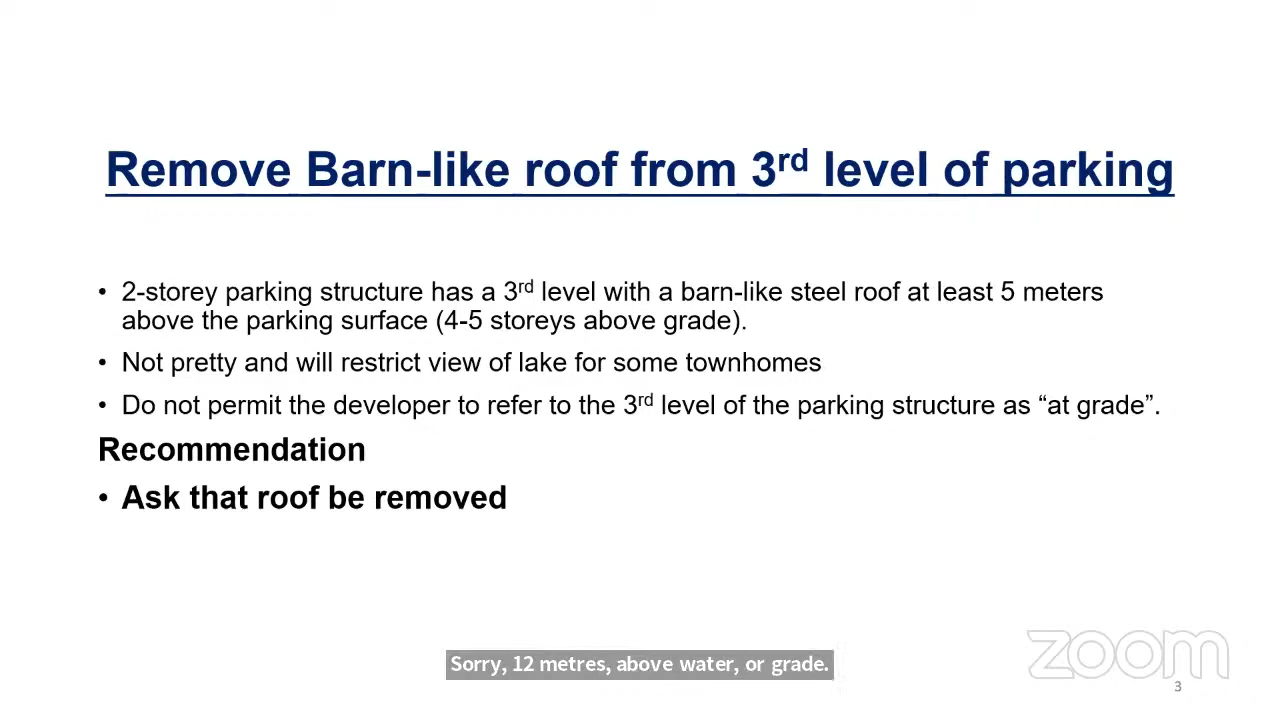 Remove Barn-like roof from 3rd level of parking
• 2-storey parking structure has a 3rd level with a barn-like steel roof at least 5 meters
above the parking surface (4-5 storeys above grade).
• Not pretty and will restrict view of lake for some townhomes
• Do not permit the developer to refer to the 3rd level of the parking structure as “at grade”.
Recommendation
• Ask that roof be removed
Sorry, 12 metres, above water, or grade.
zoom
3